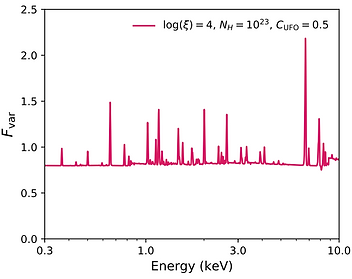 log(ξ) = 4, N_H = 10^23, C_UFO = 0.5
2.5
2.0
1.5
1.0
0.5
0.0
F_var
0.3 1.0 3.0 10.0
Energy (keV)